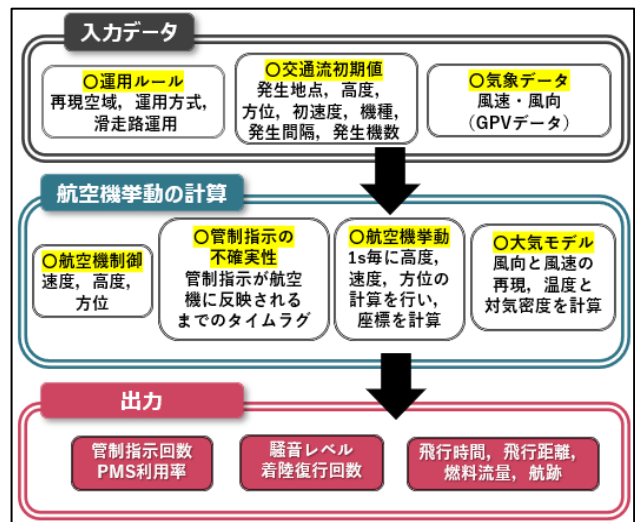 入力データ
〇運用ルール
再現空域，運用方式，
滑走路運用
〇交通流初期値
発生地点，高度，
方位，初速度，機種，
発生間隔，発生機数
〇気象データ
風速・風向
（GPVデータ）
航空機挙動の計算
〇航空機制御
速度，高度，
方位
〇管制指示の
不確実性
管制指示が航空
機に反映される
までのタイムラグ
〇航空機挙動
1s毎に高度，
速度，方位の
計算を行い，
座標を計算
〇大気モデル
風向と風速の
再現，温度と
対気密度を計算
出力
管制指示回数
PMS利用率
騒音レベル
着陸復行回数
飛行時間，飛行距離，
燃料流量，航跡